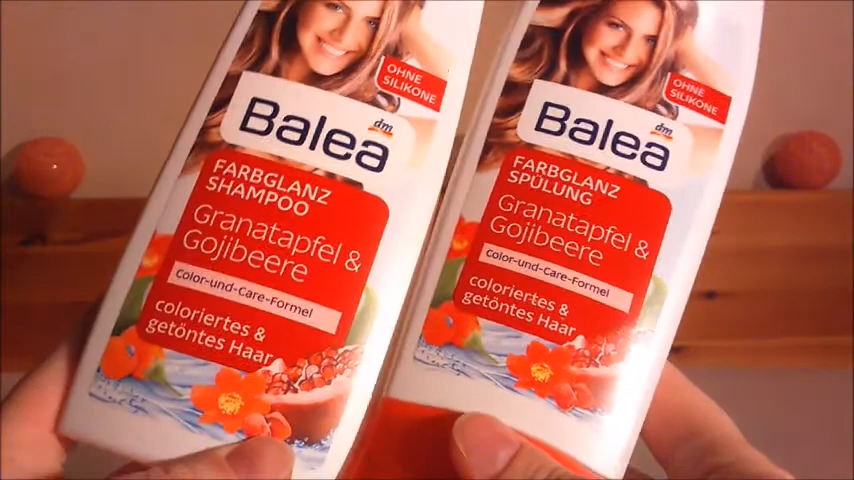 OHNE
SILIKONE
Balea
dm
FARBGLANZ
SHAMPOO
Granatapfel &
Gojibeere
Color-und-Care-Formel
coloriertes &
getöntes Haar
OHNE
SILIKONE
Balea
dm
FARBGLANZ
SPÜLUNG
Granatapfel &
Gojibeere
Color-und-Care-Formel
coloriertes &
getöntes Haar